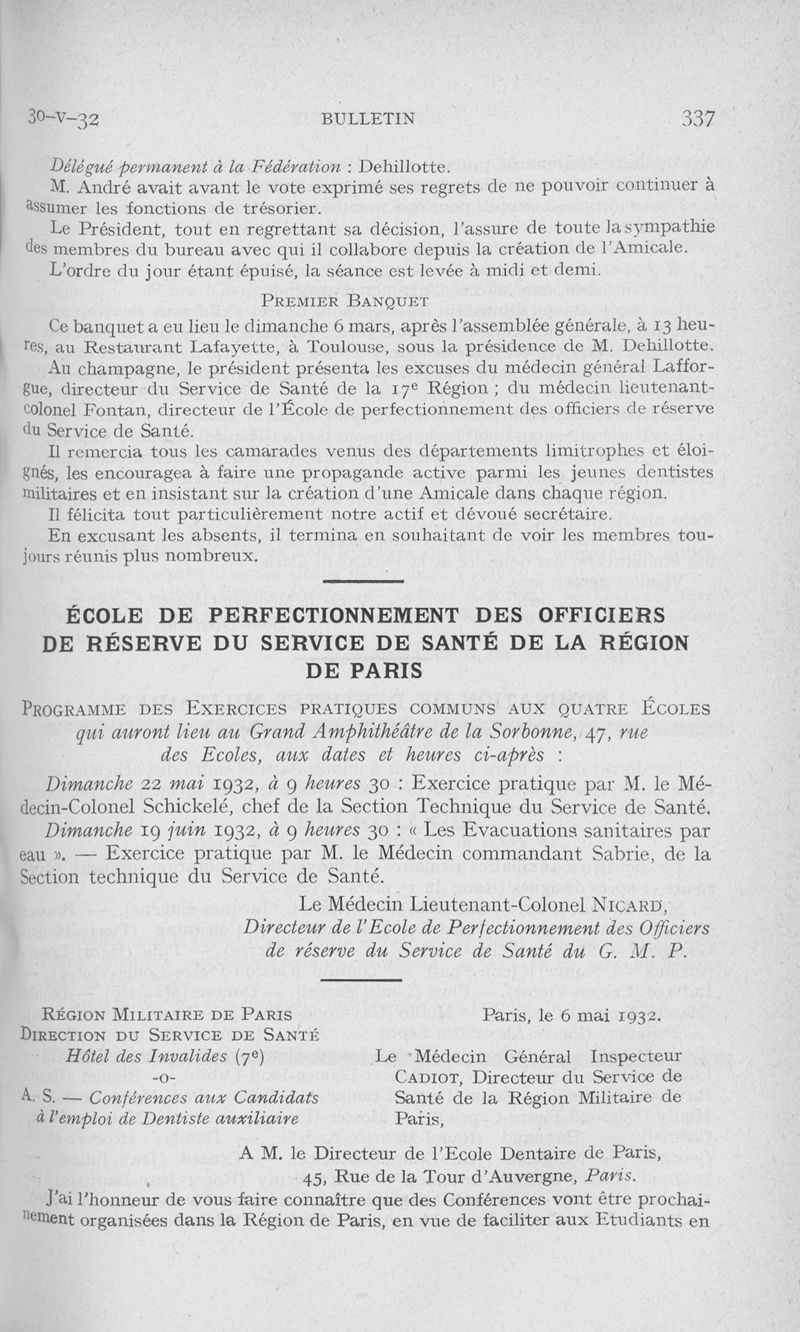 30-V-32 BULLETIN 337
Délégué permanent à la Fédération : Dehillotte.
M. André avait avant le vote exprimé ses regrets de ne pouvoir continuer à
assumer les fonctions de trésorier.
Le Président, tout en regrettant sa décision, l'assure de toute la sympathie
des membres du bureau avec qui il collabore depuis la création de l'Amicale.
L'ordre du jour étant épuisé, la séance est levée à midi et demi.
PREMIER BANQUET
Ce banquet a eu lieu le dimanche 6 mars, après l'assemblée générale, à 13 heu-
res, au Restaurant Lafayette, à Toulouse, sous la présidence de M. Dehillotte.
Au champagne, le président présenta les excuses du médecin général Laffor-
gue, directeur du Service de Santé de la 17e Région ; du médecin lieutenant-
colonel Fontan, directeur de l'École de perfectionnement des officiers de réserve
du Service de Santé.
Il remercia tous les camarades venus des départements limitrophes et éloi-
gnés, les encouragea à faire une propagande active parmi les jeunes dentistes
militaires et en insistant sur la création d'une Amicale dans chaque région.
Il félicita tout particulièrement notre actif et dévoué secrétaire.
En excusant les absents, il termina en souhaitant de voir les membres tou-
jours réunis plus nombreux.
ÉCOLE DE PERFECTIONNEMENT DES OFFICIERS
DE RÉSERVE DU SERVICE DE SANTÉ DE LA RÉGION
DE PARIS
PROGRAMME DES EXERCICES PRATIQUES COMMUNS AUX QUATRE ÉCOLES
qui auront lieu au Grand Amphithéâtre de la Sorbonne, 47, rue
des Ecoles, aux dates et heures ci-après :
Dimanche 22 mai 1932, à 9 heures 30 : Exercice pratique par M. le Mé-
decin-Colonel Schickelé, chef de la Section Technique du Service de Santé.
Dimanche 19 juin 1932, à 9 heures 30 : « Les Evacuations sanitaires par
eau ». — Exercice pratique par M. le Médecin commandant Sabrie, de la
Section technique du Service de Santé.
Le Médecin Lieutenant-Colonel NICARD,
Directeur de l'Ecole de Perfectionnement des Officiers
de réserve du Service de Santé du G. M. P.
RÉGION MILITAIRE DE PARIS
DIRECTION DU SERVICE DE SANTÉ
Hôtel des Invalides (7e)
-o-
A. S. — Conférences aux Candidats
à l'emploi de Dentiste auxiliaire
Paris, le 6 mai 1932.
Le Médecin Général Inspecteur
CADIOT, Directeur du Service de
Santé de la Région Militaire de
Paris,
A M. le Directeur de l'Ecole Dentaire de Paris,
45, Rue de la Tour d'Auvergne, Paris.
J'ai l'honneur de vous faire connaître que des Conférences vont être prochai-
nement organisées dans la Région de Paris, en vue de faciliter aux Etudiants en